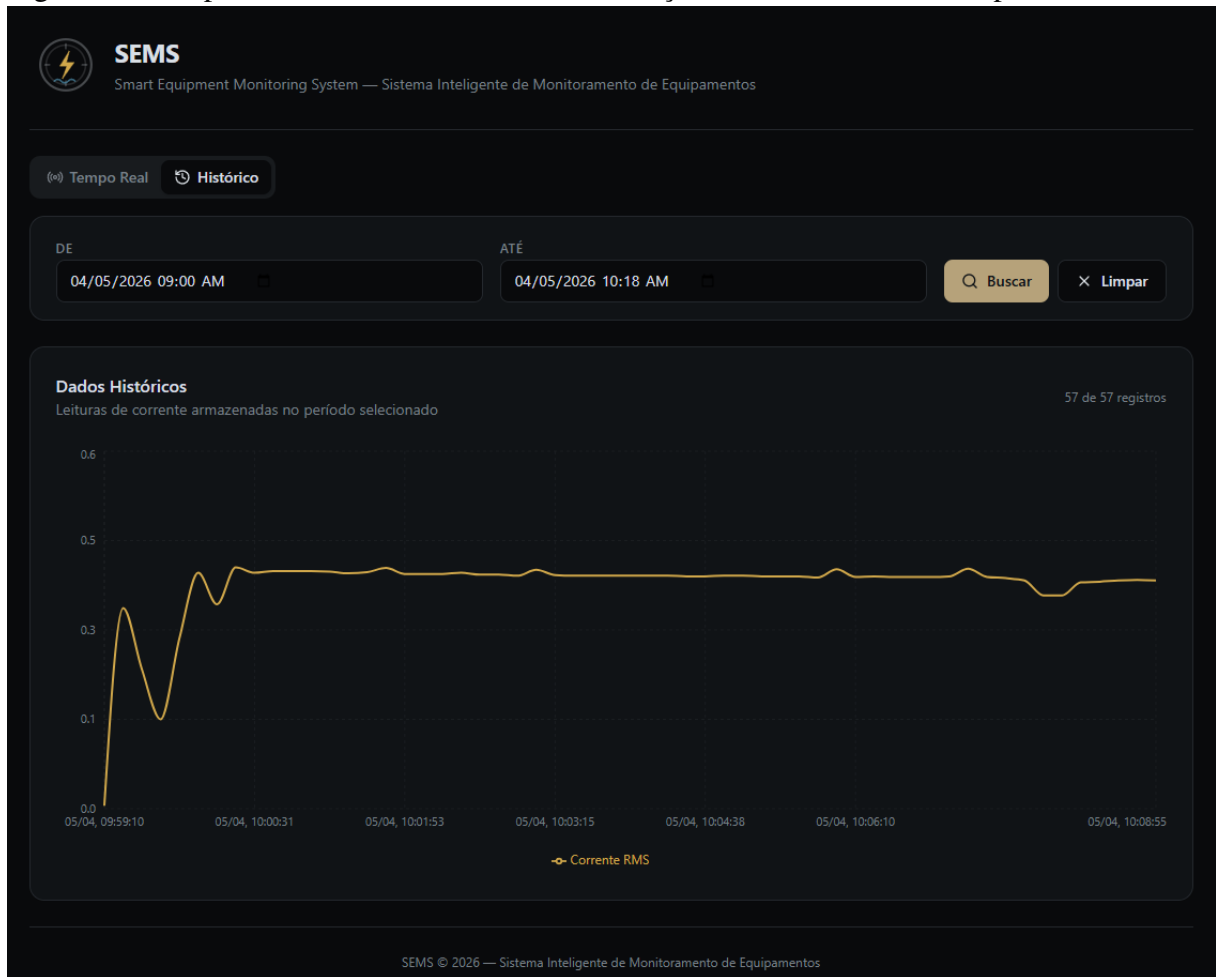 SEMS
Smart Equipment Monitoring System — Sistema Inteligente de Monitoramento de Equipamentos
Tempo Real
Histórico
DE
ATÉ
04/05/2026 09:00 AM
04/05/2026 10:18 AM
Buscar
Limpar
Dados Históricos
Leituras de corrente armazenadas no período selecionado
57 de 57 registros
0.6
0.5
0.3
0.1
0.0
05/04, 09:59:10
05/04, 10:00:31
05/04, 10:01:53
05/04, 10:03:15
05/04, 10:04:38
05/04, 10:06:10
05/04, 10:08:55
Corrente RMS
SEMS © 2026 — Sistema Inteligente de Monitoramento de Equipamentos